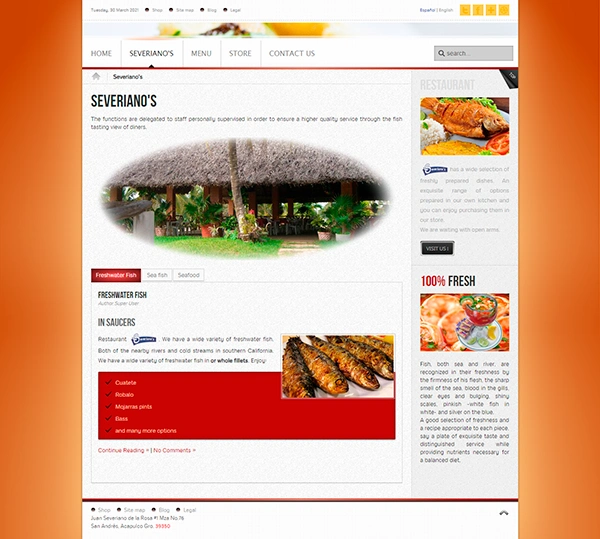 Tuesday, 30 March 2021 Shop Site map Blog Legal Español | English
HOME SEVERIANO'S MENU STORE CONTACT US search...
Severiano's
SEVERIANO'S
The functions are delegated to staff personally supervised in order to ensure a higher quality service through the fish
tasting view of diners.
Freshwater Fish Sea fish Seafood
FRESHWATER FISH
Author Super User
IN SAUCERS
Restaurant Severiano's. We have a wide variety of freshwater fish,
Both of the nearby rivers and cold streams in southern California.
We have a wide variety of freshwater fish in or whole fillets. Enjoy:
Cuatete
Robalo
Mojarras pints
Bass
and many more options
Continue Reading » | No Comments »
RESTAURANT
Severiano's has a wide selection of
freshly prepared dishes. An
exquisite range of options
prepared in our own kitchen and
you can enjoy purchasing them in
our store.
We are waiting with open arms.
VISIT US !
100% FRESH
Fish, both sea and river, are
recognized in their freshness by
the firmness of his flesh, the sharp
smell of the sea, blood in the gills,
clear eyes and bulging, shiny
scales, pinkish -white fish in
white- and silver on the blue.
A good selection of freshness and
a recipe appropriate to each piece,
say a plate of exquisite taste and
distinguished service while
providing nutrients necessary for
a balanced diet.
Shop Site map Blog Legal
Juan Severiano de la Rosa #1 Mza No.16
San Andrés, Acapulco Gro. 39350